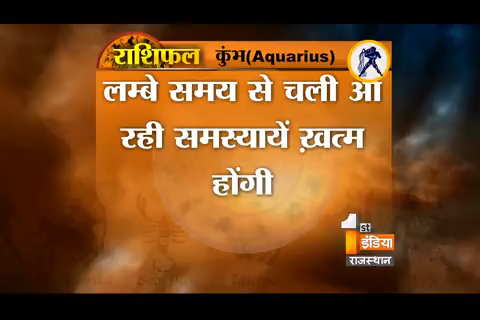 राशिफल कुंभ(Aquarius)
लम्बे समय से चली आ
रही समस्यायें ख़त्म
होंगी
1st
इंडिया
राजस्थान